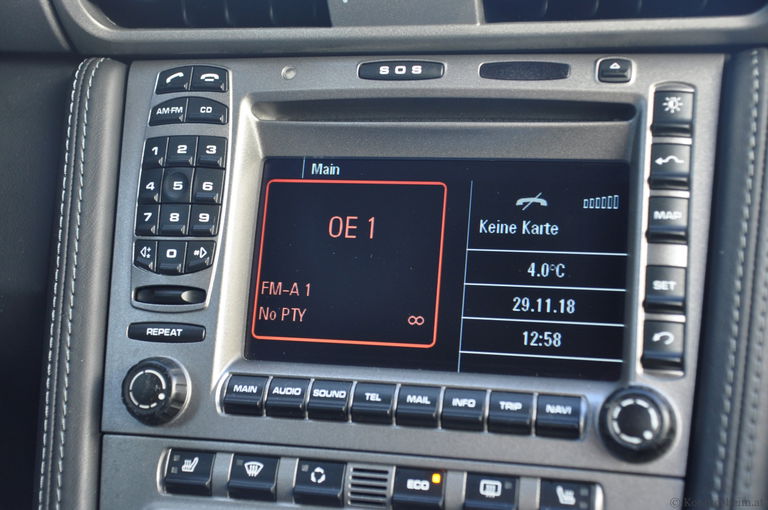 SOS
AM·FM CD
1 2 3
4 5 6
7 8 9
* 0 #
REPEAT
Main
OE 1
FM-A 1
No PTY
∞
Keine Karte
4.0°C
29.11.18
12:58
MAP
SET
MAIN AUDIO SOUND TEL MAIL INFO TRIP NAVI
ECO